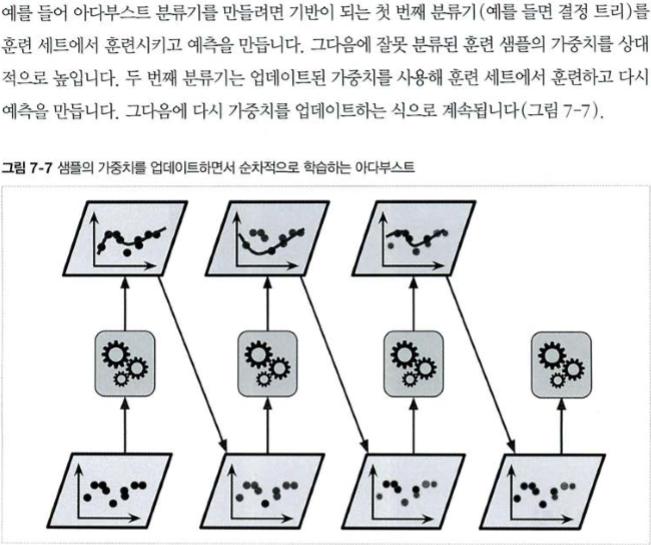 예를 들어 아다부스트 분류기를 만들려면 기반이 되는 첫 번째 분류기(예를 들면 결정 트리)를
훈련 세트에서 훈련시키고 예측을 만듭니다. 그다음에 잘못 분류된 훈련 샘플의 가중치를 상대
적으로 높입니다. 두 번째 분류기는 업데이트된 가중치를 사용해 훈련 세트에서 훈련하고 다시
예측을 만듭니다. 그다음에 다시 가중치를 업데이트하는 식으로 계속됩니다(그림 7-7).
그림 7-7 샘플의 가중치를 업데이트하면서 순차적으로 학습하는 아다부스트